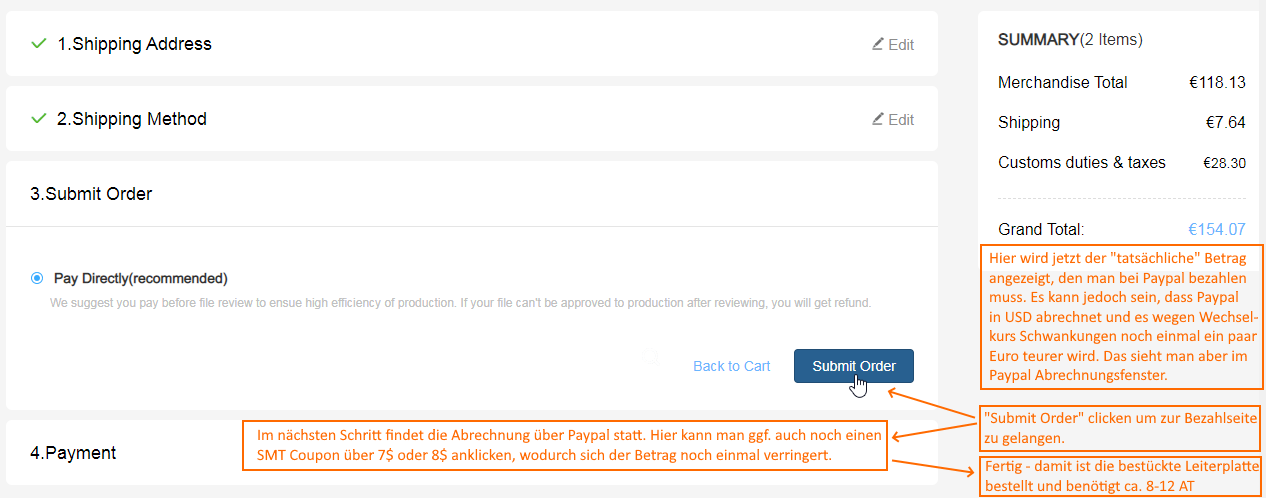 1.Shipping Address
Edit
2.Shipping Method
Edit
3.Submit Order
Pay Directly(recommended)
We suggest you pay before file review to ensue high efficiency of production. If your file can't be approved to production after reviewing, you will get refund.
Back to Cart
Submit Order
4.Payment
Im nächsten Schritt findet die Abrechnung über Paypal statt. Hier kann man ggf. auch noch einen
SMT Coupon über 7$ oder 8$ anklicken, wodurch sich der Betrag noch einmal verringert.
SUMMARY(2 Items)
Merchandise Total €118.13
Shipping €7.64
Customs duties & taxes €28.30
Grand Total: €154.07
Hier wird jetzt der "tatsächliche" Betrag
angezeigt, den man bei Paypal bezahlen
muss. Es kann jedoch sein, dass Paypal
in USD abrechnet und es wegen Wechsel-
kurs Schwankungen noch einmal ein paar
Euro teurer wird. Das sieht man aber im
Paypal Abrechnungsfenster.
"Submit Order" clicken um zur Bezahlseite
zu gelangen.
Fertig - damit ist die bestückte Leiterplatte
bestellt und benötigt ca. 8-12 AT